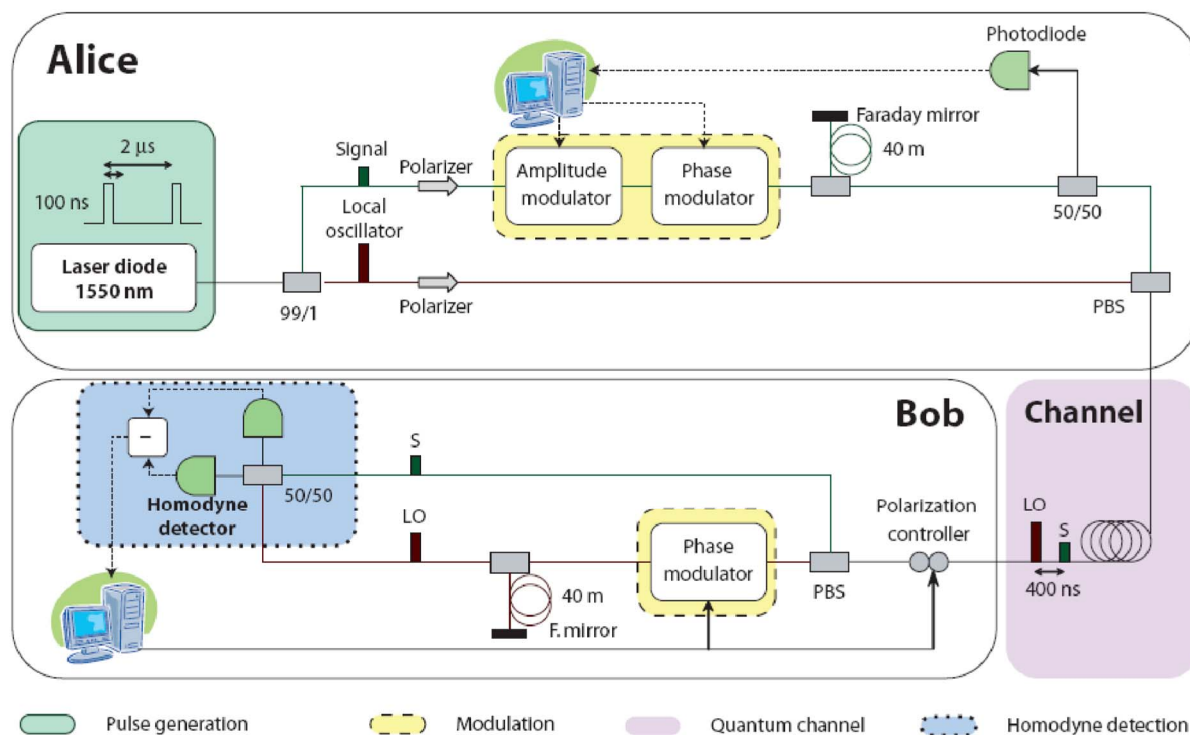 Alice
Photodiode
2 µs
100 ns
Laser diode
1550 nm
Signal
Polarizer
Local
oscillator
Polarizer
99/1
Amplitude
modulator
Phase
modulator
Faraday mirror
40 m
50/50
PBS
Bob
Channel
–
Homodyne
detector
50/50
S
LO
Phase
modulator
40 m
F. mirror
PBS
Polarization
controller
LO
S
400 ns
Pulse generation
Modulation
Quantum channel
Homodyne detection